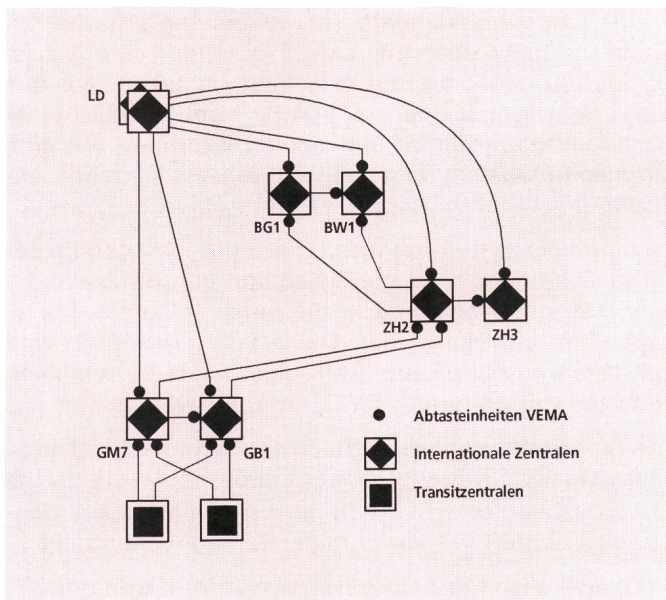 LD
BG1
BW1
ZH2
ZH3
GM7
GB1
Abtasteinheiten VEMA
Internationale Zentralen
Transitzentralen